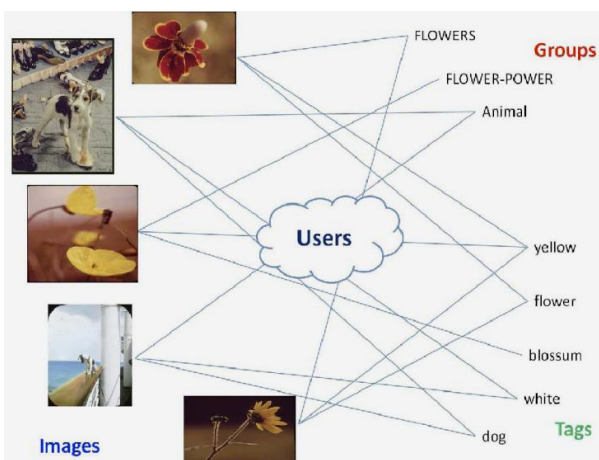 FLOWERS
Groups
FLOWER-POWER
Animal
Users
yellow
flower
blossum
white
Tags
dog
Images